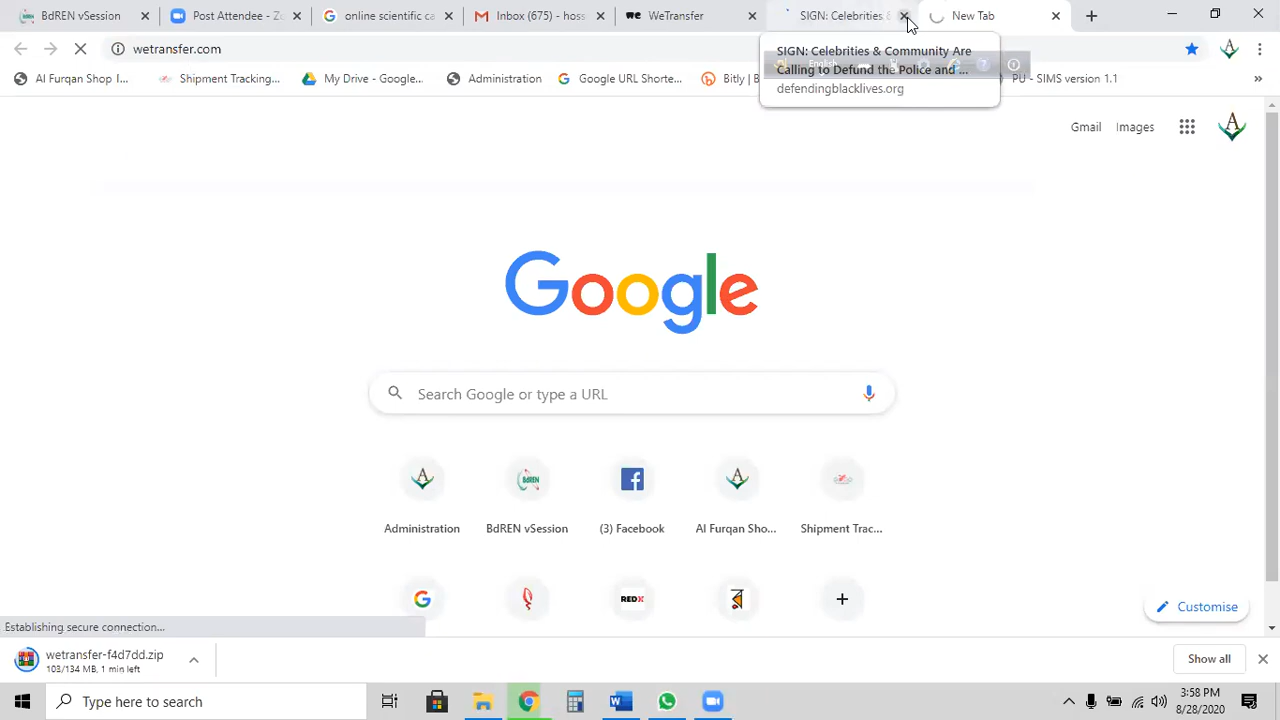 BdREN vSession
Post Attendee - Z
online scientific ca
Inbox (675) - hoss
WeTransfer
SIGN: Celebrities &
New Tab
wetransfer.com
SIGN: Celebrities & Community Are
Calling to Defund the Police and ...
defendingblacklives.org
English
Al Furqan Shop I...
Shipment Tracking...
My Drive - Google...
Administration
Google URL Shorte...
Bitly | B
PU - SIMS version 1.1
»
Gmail
Images
Google
Search Google or type a URL
Administration
BdREN vSession
(3) Facebook
Al Furqan Sho...
Shipment Trac...
REDX
Customise
Establishing secure connection...
wetransfer-f4d7dd.zip
103/134 MB, 1 min left
Show all
Type here to search
3:58 PM
8/28/2020